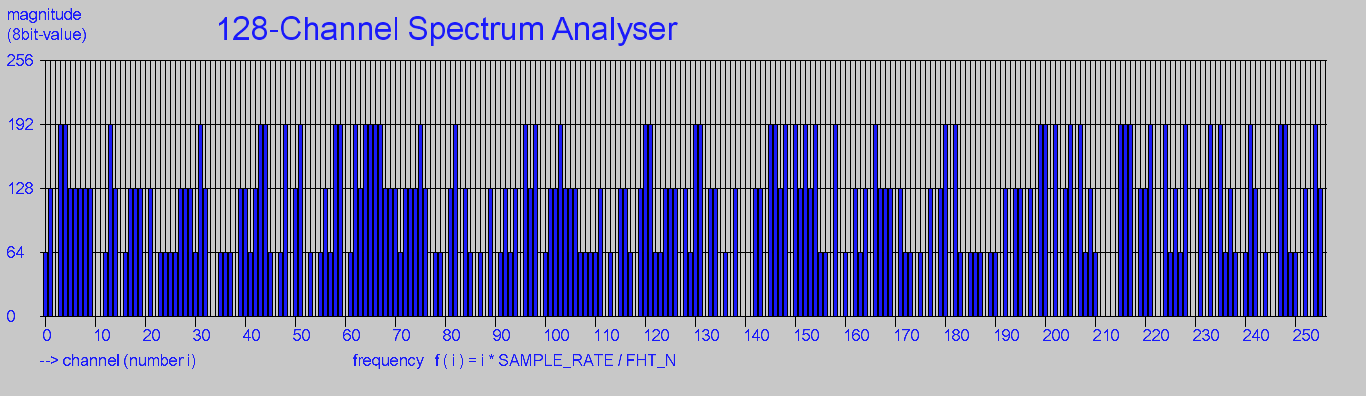 magnitude
(8bit-value)
128-Channel Spectrum Analyser
256
192
128
64
0
0 10 20 30 40 50 60 70 80 90 100 110 120 130 140 150 160 170 180 190 200 210 220 230 240 250
--> channel (number i)
frequency f ( i ) = i * SAMPLE_RATE / FHT_N